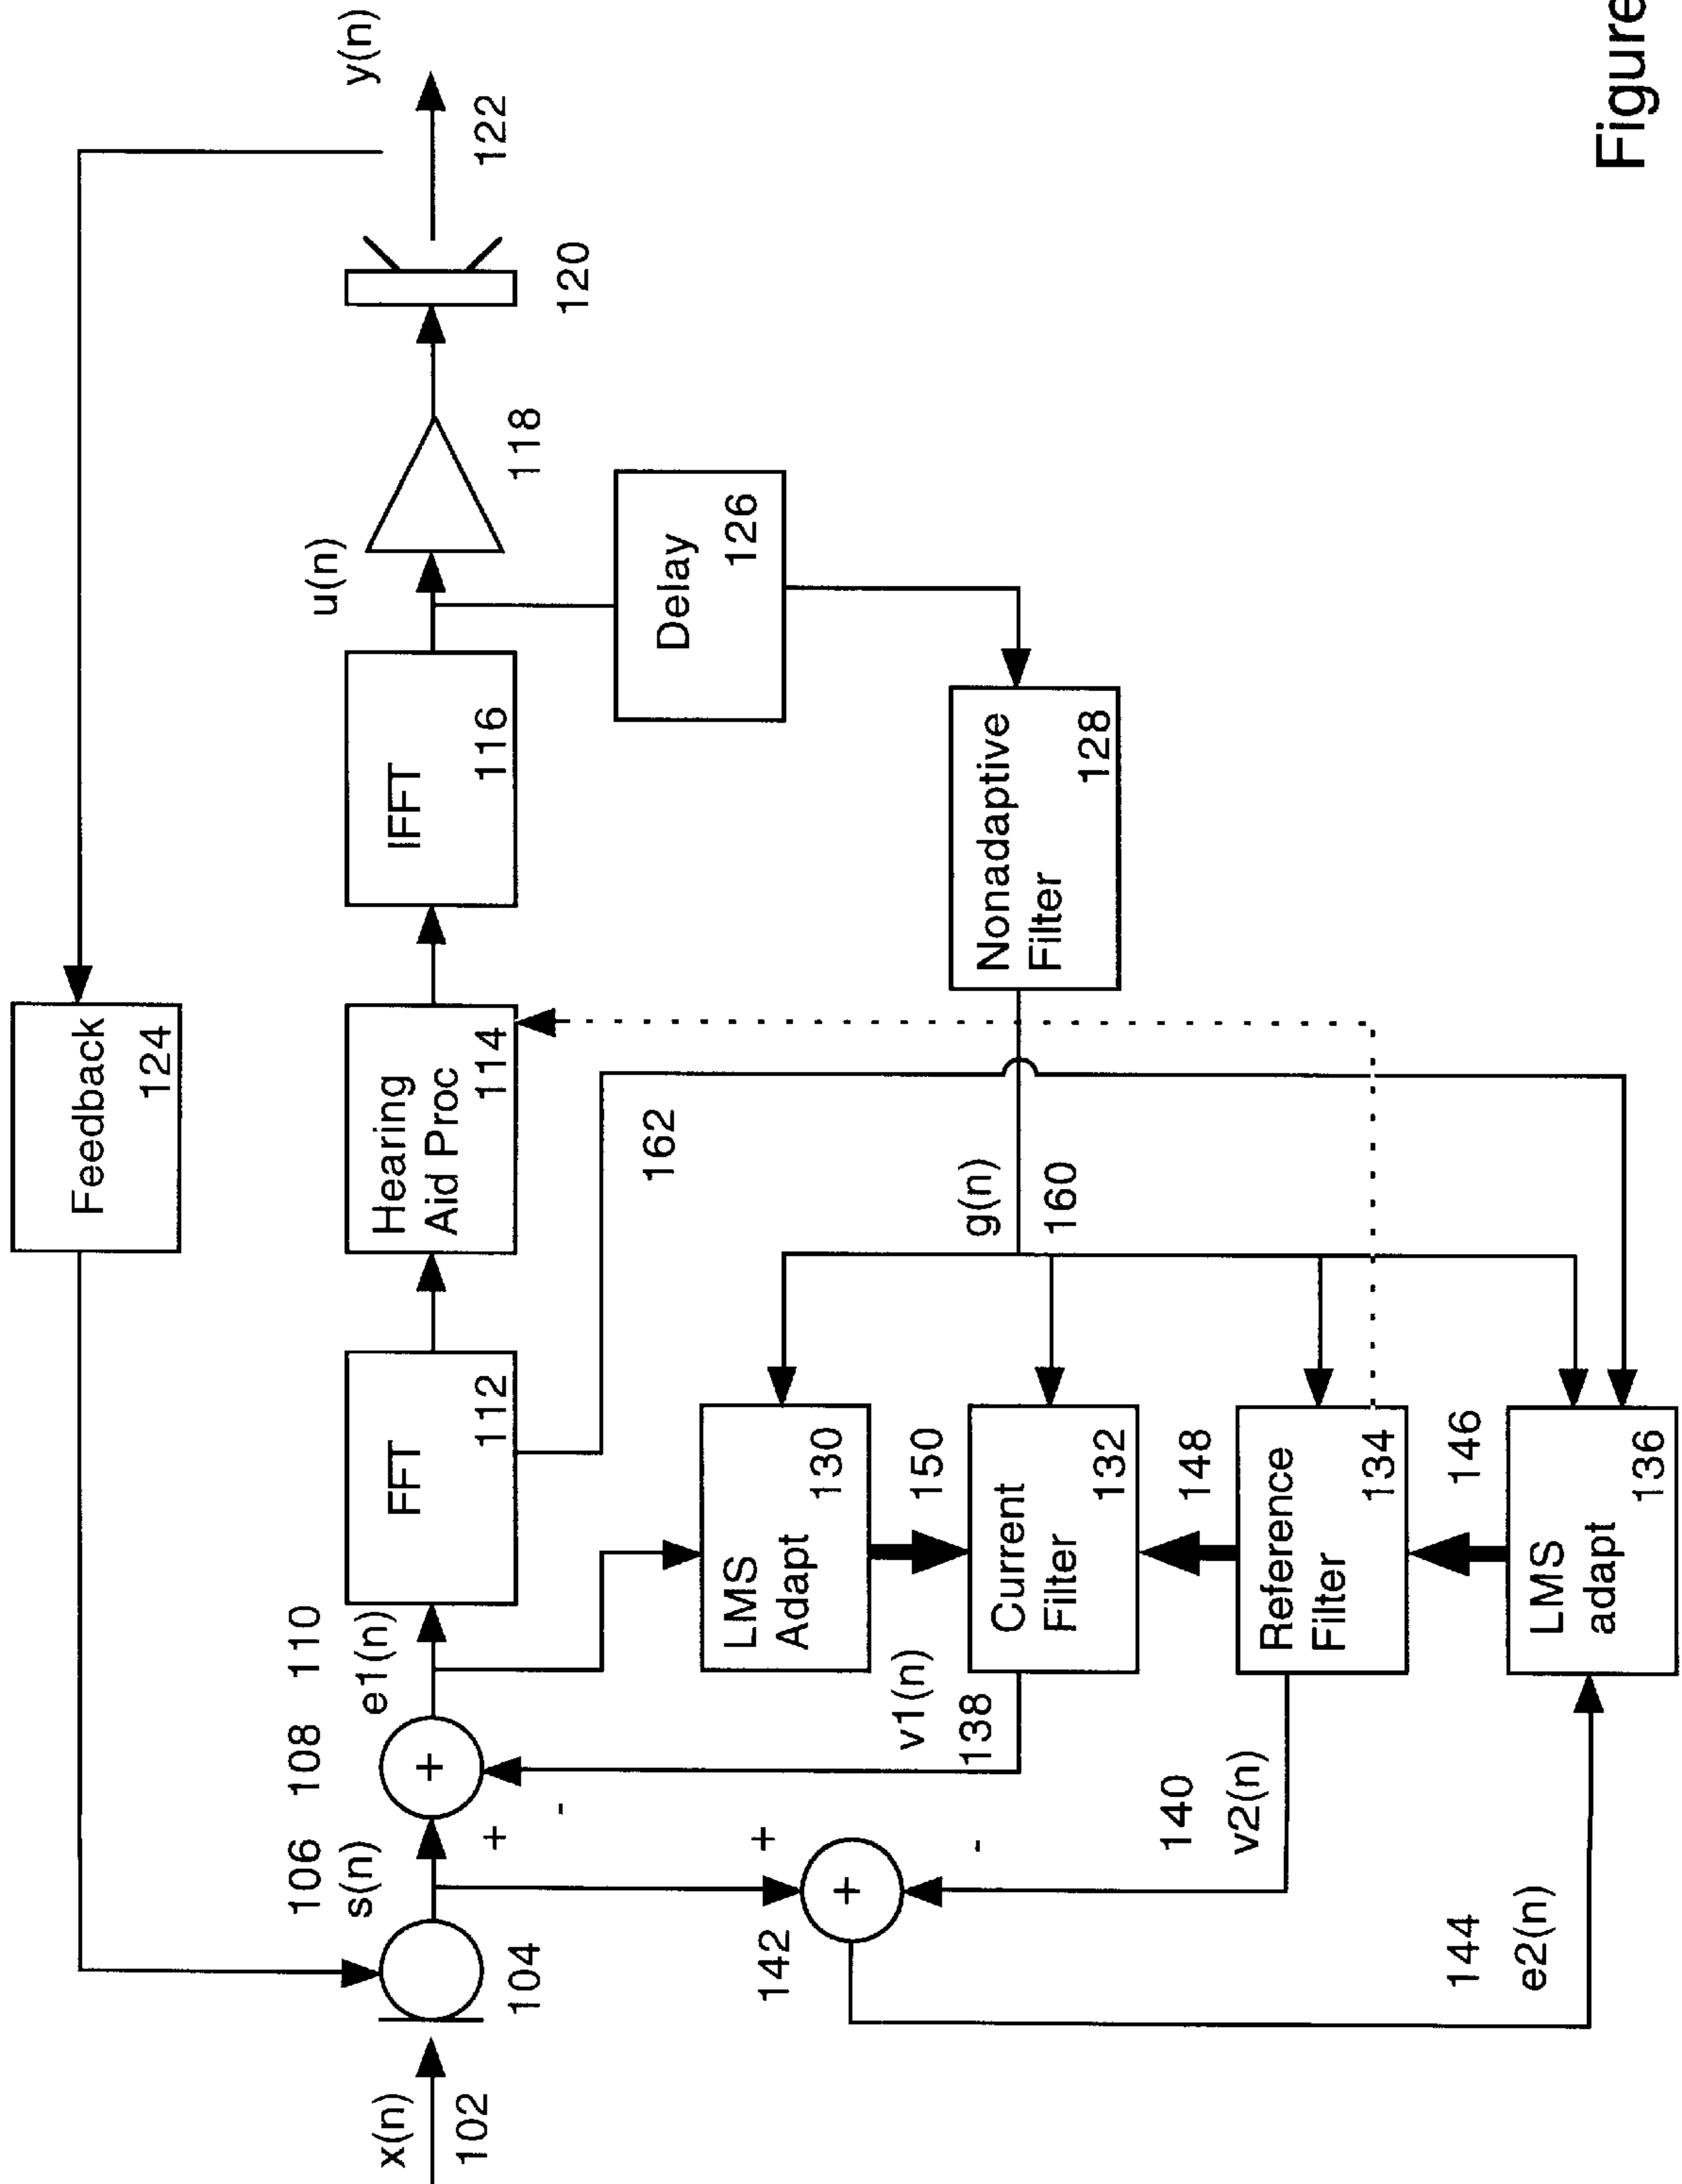 Feedback
124
x(n)
102
104
106
s(n)
+
-
108
+
110
e1(n)
FFT
112
Hearing
Aid Proc
114
IFFT
116
u(n)
118
120
y(n)
122
162
Delay
126
LMS
Adapt
130
v1(n)
138
150
Current
Filter
132
g(n)
160
Nonadaptive
Filter
128
142
+
+
-
140
v2(n)
148
Reference
Filter
134
144
e2(n)
146
LMS
adapt
136
Figure